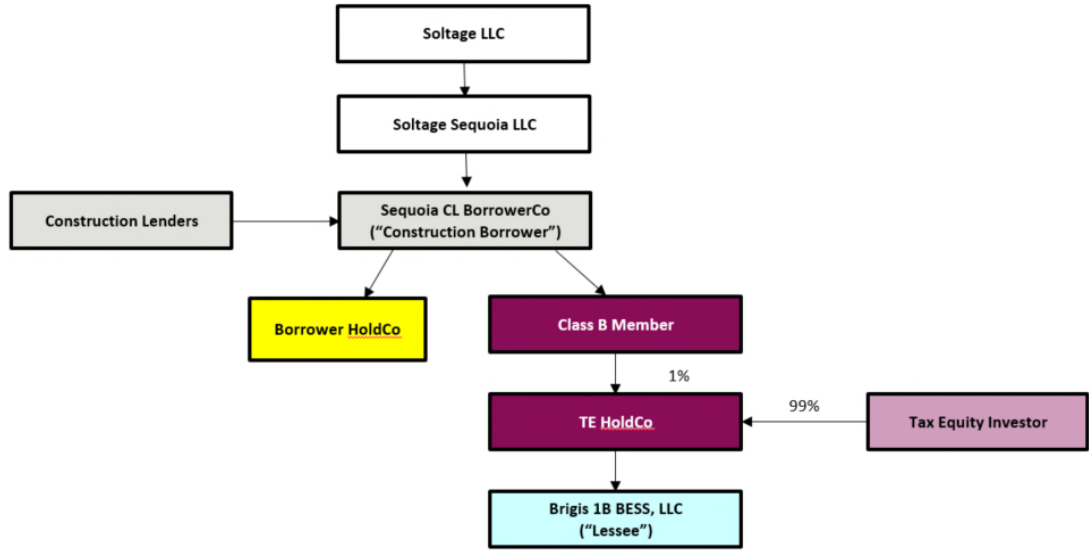 Soltage LLC
Soltage Sequoia LLC
Construction Lenders
Sequoia CL BorrowerCo
(“Construction Borrower”)
Borrower HoldCo
Class B Member
1%
TE HoldCo
99%
Tax Equity Investor
Brigis 1B BESS, LLC
(“Lessee”)